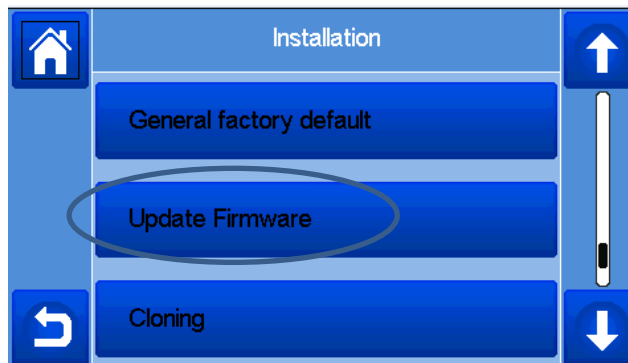 Installation
General factory default
Update Firmware
Cloning